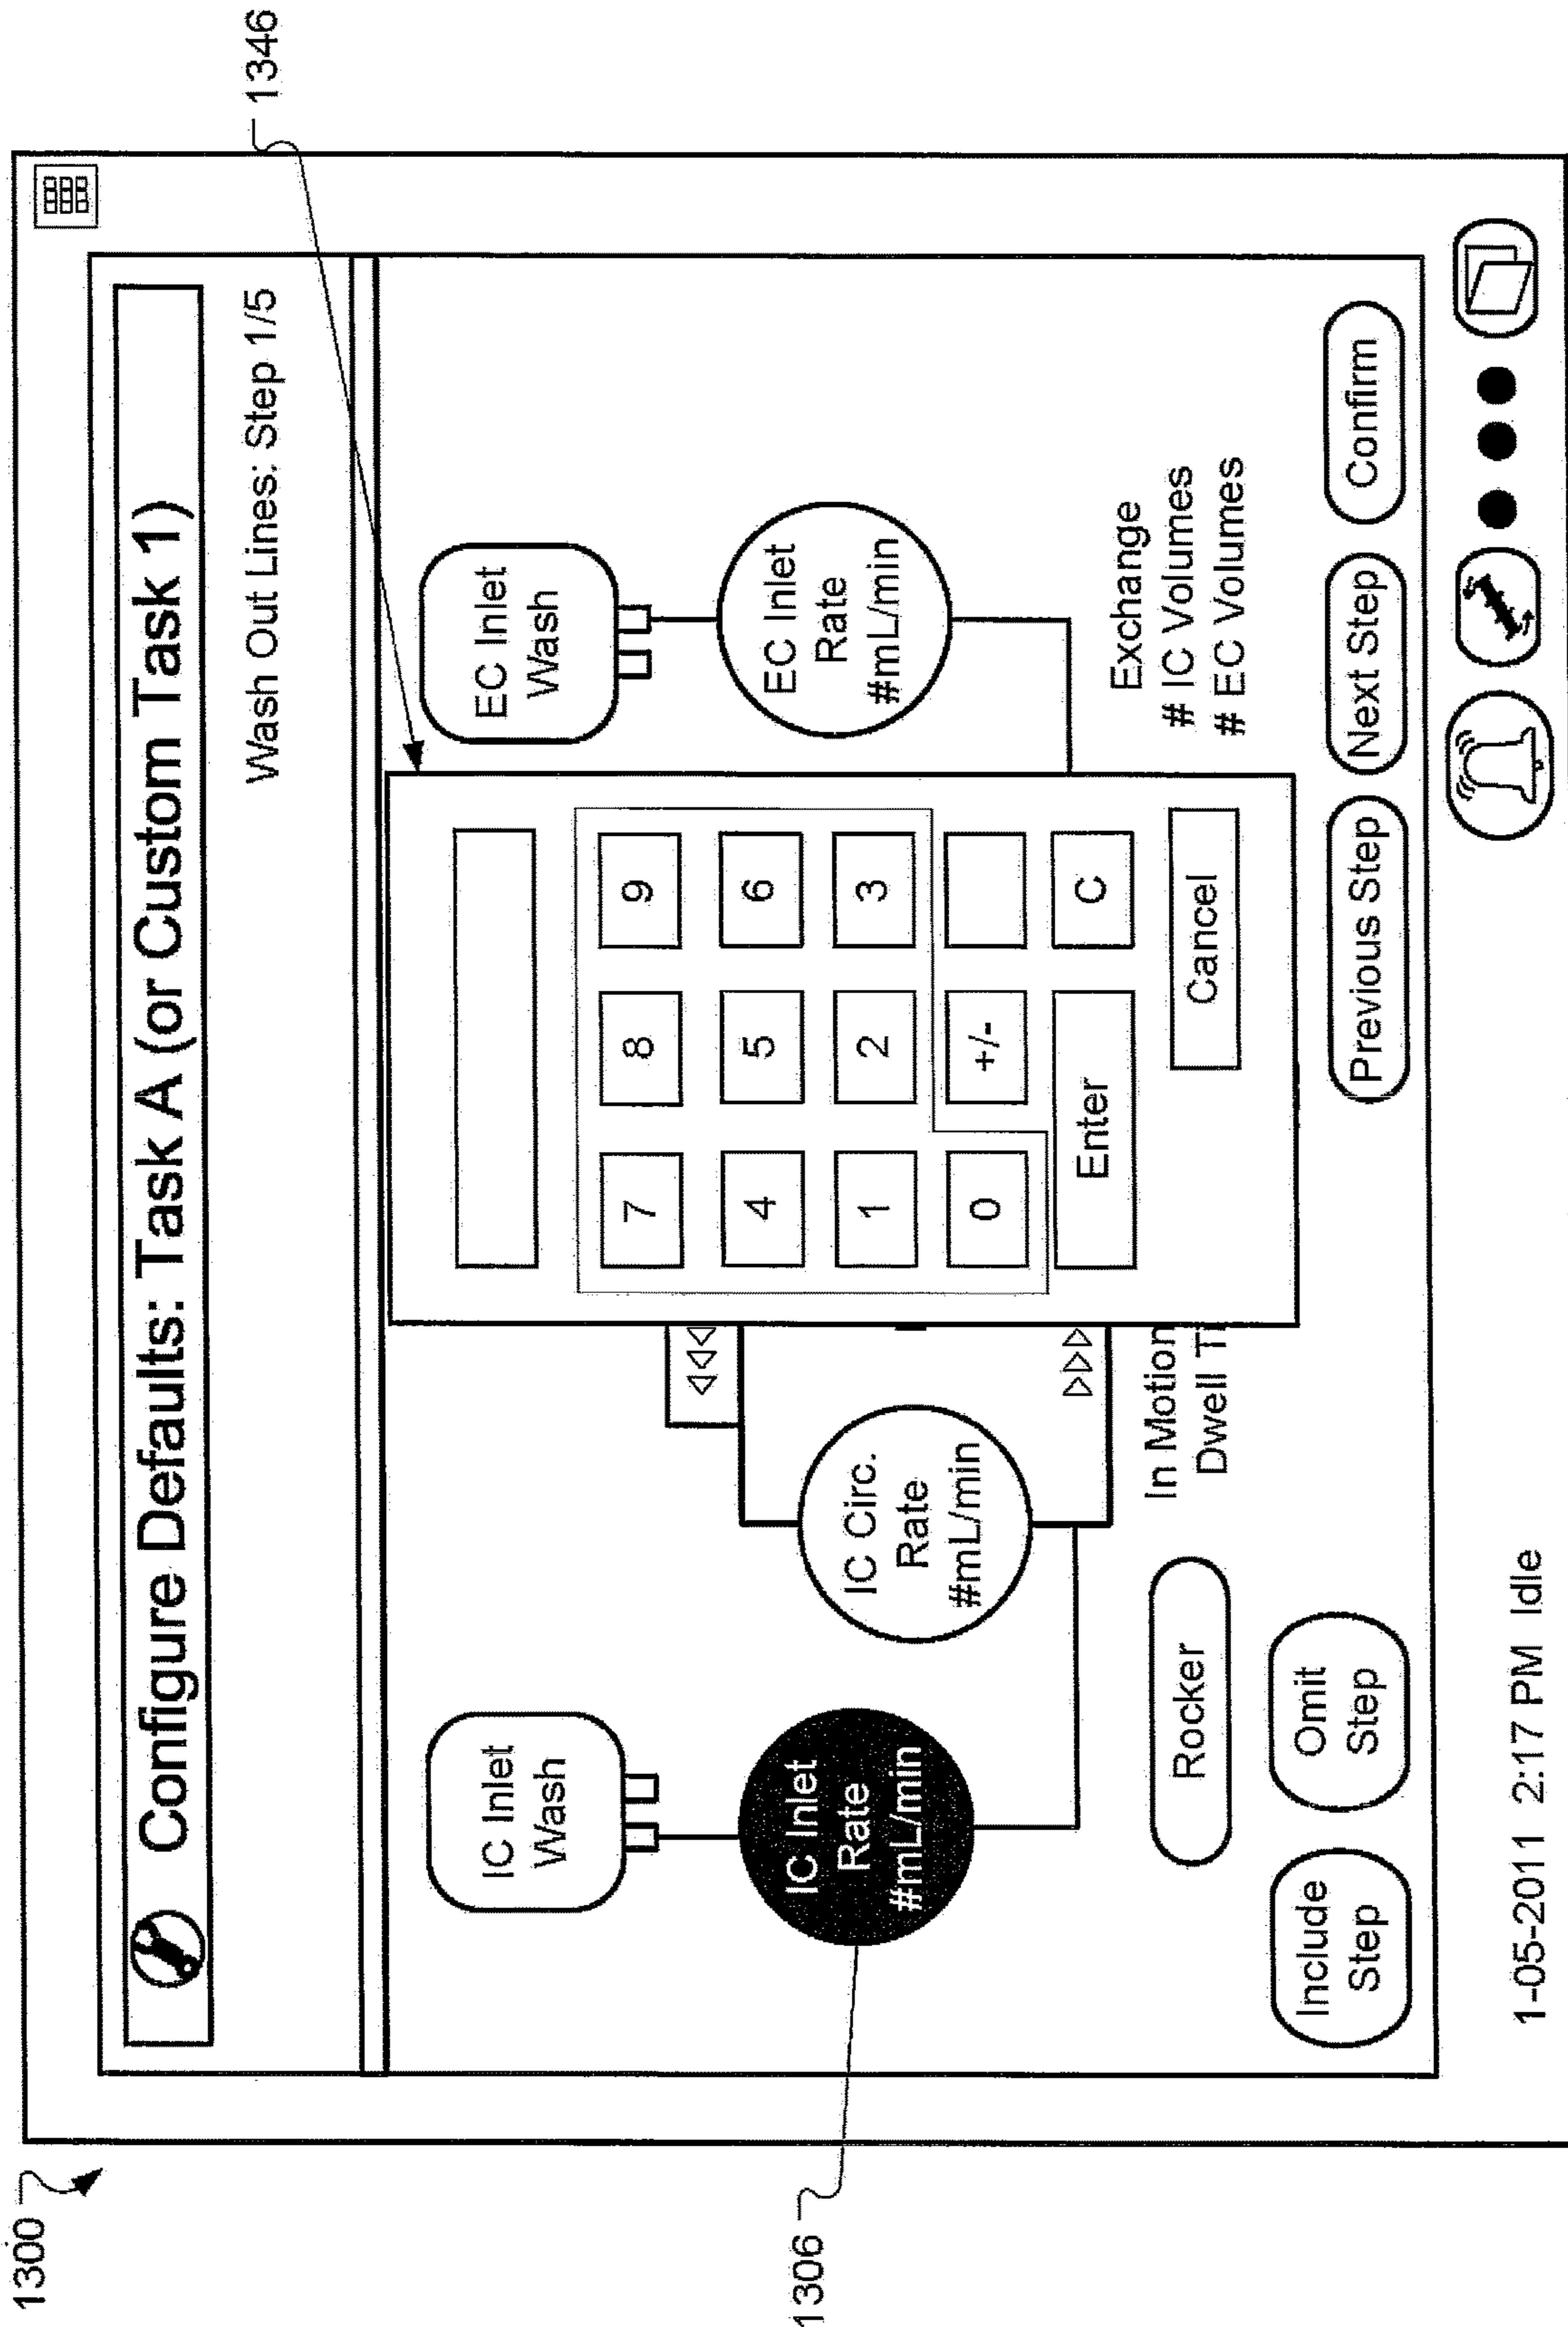 1300
1346
1306
Configure Defaults: Task A (or Custom Task 1)
Wash Out Lines: Step 1/5
IC Inlet
Wash
IC Inlet
Rate
#mL/min
IC Circ.
Rate
#mL/min
EC Inlet
Wash
EC Inlet
Rate
#mL/min
7 8 9
4 5 6
1 2 3
0 +/-
Enter C
Cancel
In Motion
Dwell
Exchange
# IC Volumes
# EC Volumes
Rocker
Include
Step
Omit
Step
Previous Step
Next Step
Confirm
1-05-2011 2:17 PM Idle